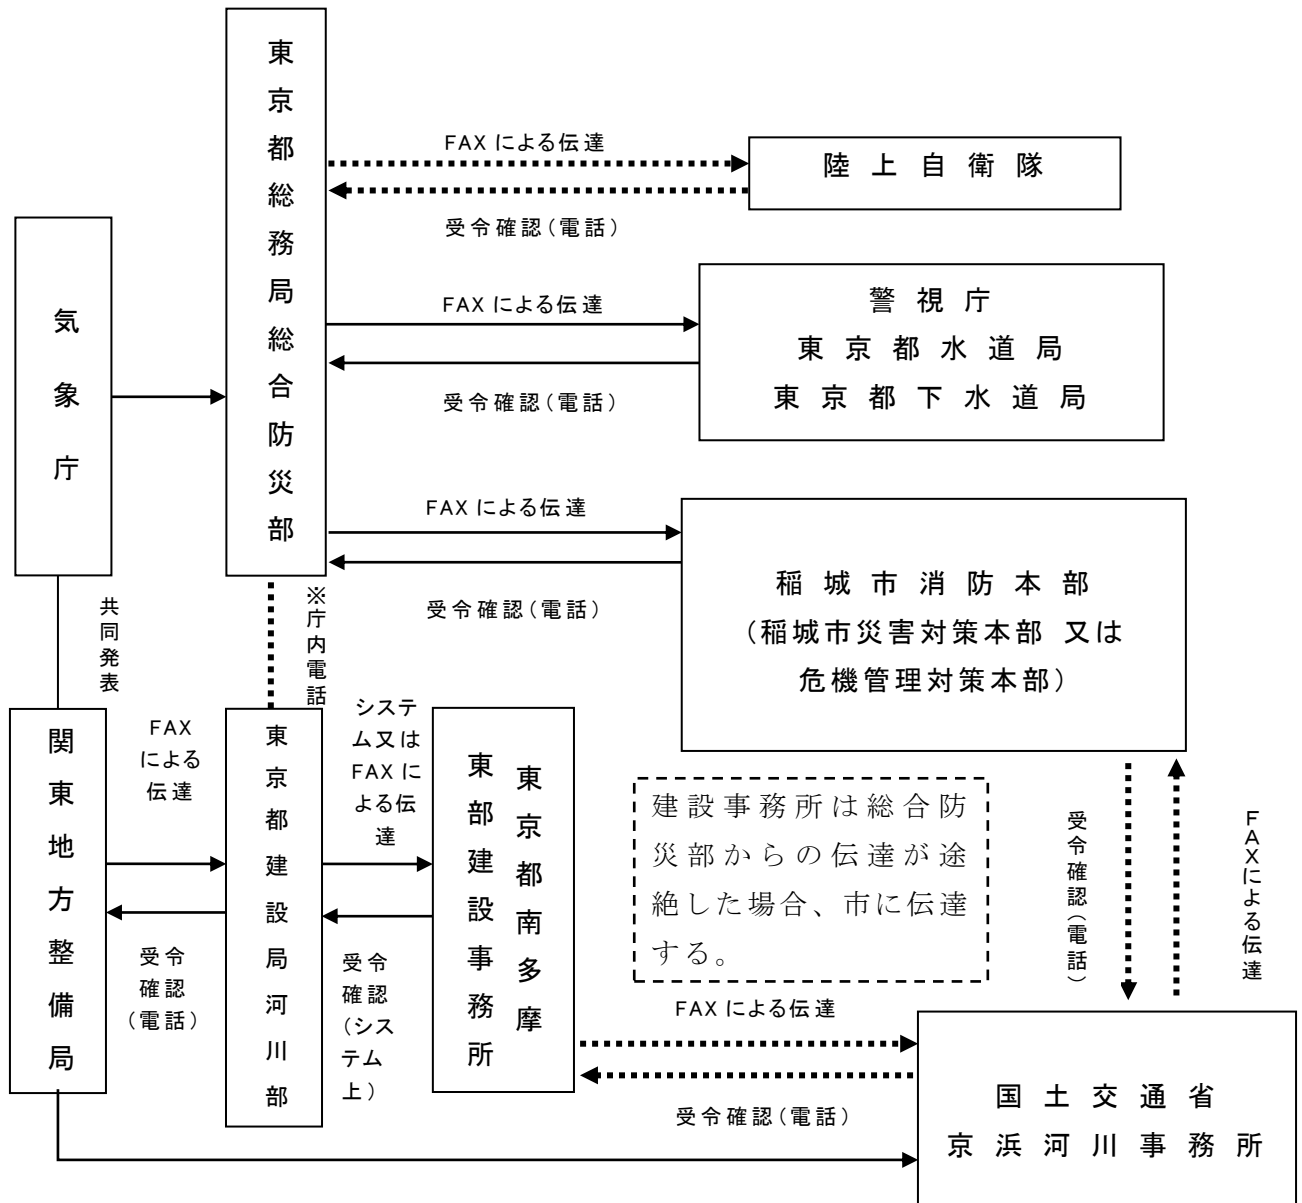 東京都総務局総合防災部
FAXによる伝達
陸上自衛隊
受令確認(電話)
気象庁
FAXによる伝達
警視庁
東京都水道局
東京都下水道局
受令確認(電話)
FAXによる伝達
稲城市消防本部
(稲城市災害対策本部 又は
危機管理対策本部)
受令確認(電話)
共同発表
※庁内電話
関東地方整備局
FAX
による
伝達
受令
確認
(電話)
東京都建設局河川部
システ
ム又は
FAXに
よる伝
達
受令
確認
(シス
テム
上)
東京都南多摩
東部建設事務所
建設事務所は総合防
災部からの伝達が途
絶した場合、市に伝達
する。
受令確認(電話)
FAXによる伝達
FAXによる伝達
受令確認(電話)
国土交通省
京浜河川事務所